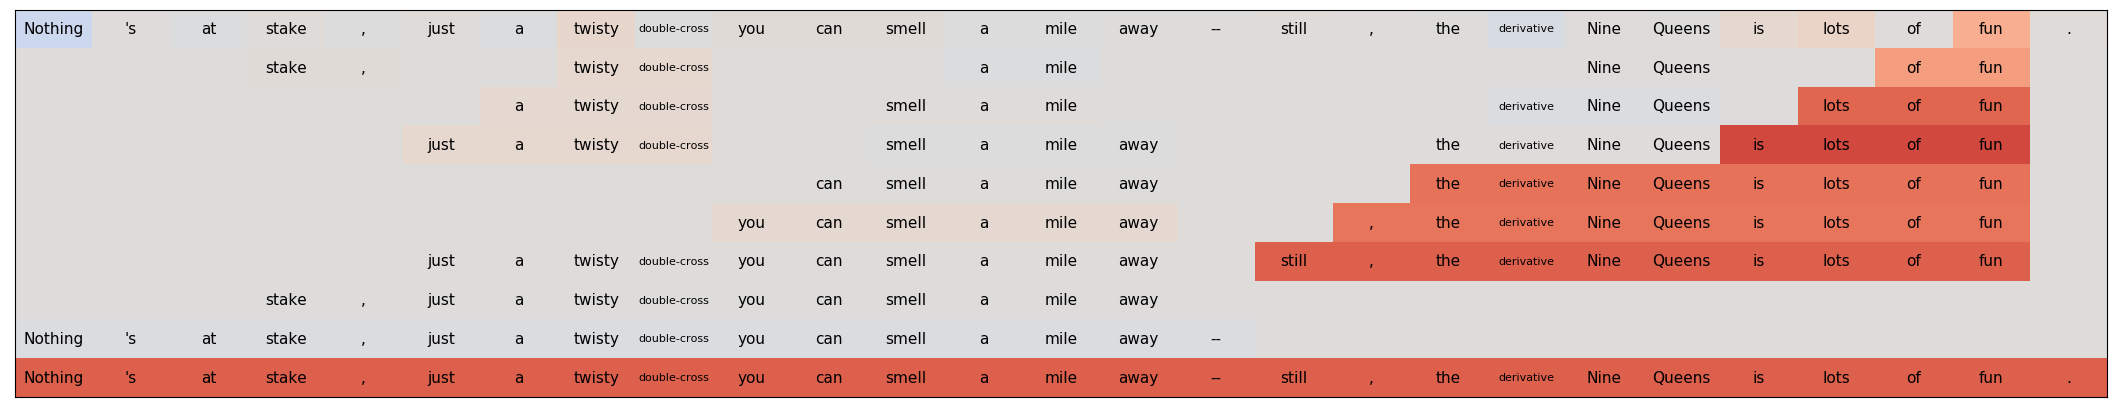 Nothing 's at stake , just a twisty double-cross you can smell a mile away -- still , the derivative Nine Queens is lots of fun .
stake , twisty double-cross a mile Nine Queens of fun
a twisty double-cross smell a mile derivative Nine Queens lots of fun
just a twisty double-cross smell a mile away the derivative Nine Queens is lots of fun
can smell a mile away the derivative Nine Queens is lots of fun
you can smell a mile away , the derivative Nine Queens is lots of fun
just a twisty double-cross you can smell a mile away still , the derivative Nine Queens is lots of fun
stake , just a twisty double-cross you can smell a mile away
Nothing 's at stake , just a twisty double-cross you can smell a mile away --
Nothing 's at stake , just a twisty double-cross you can smell a mile away -- still , the derivative Nine Queens is lots of fun .